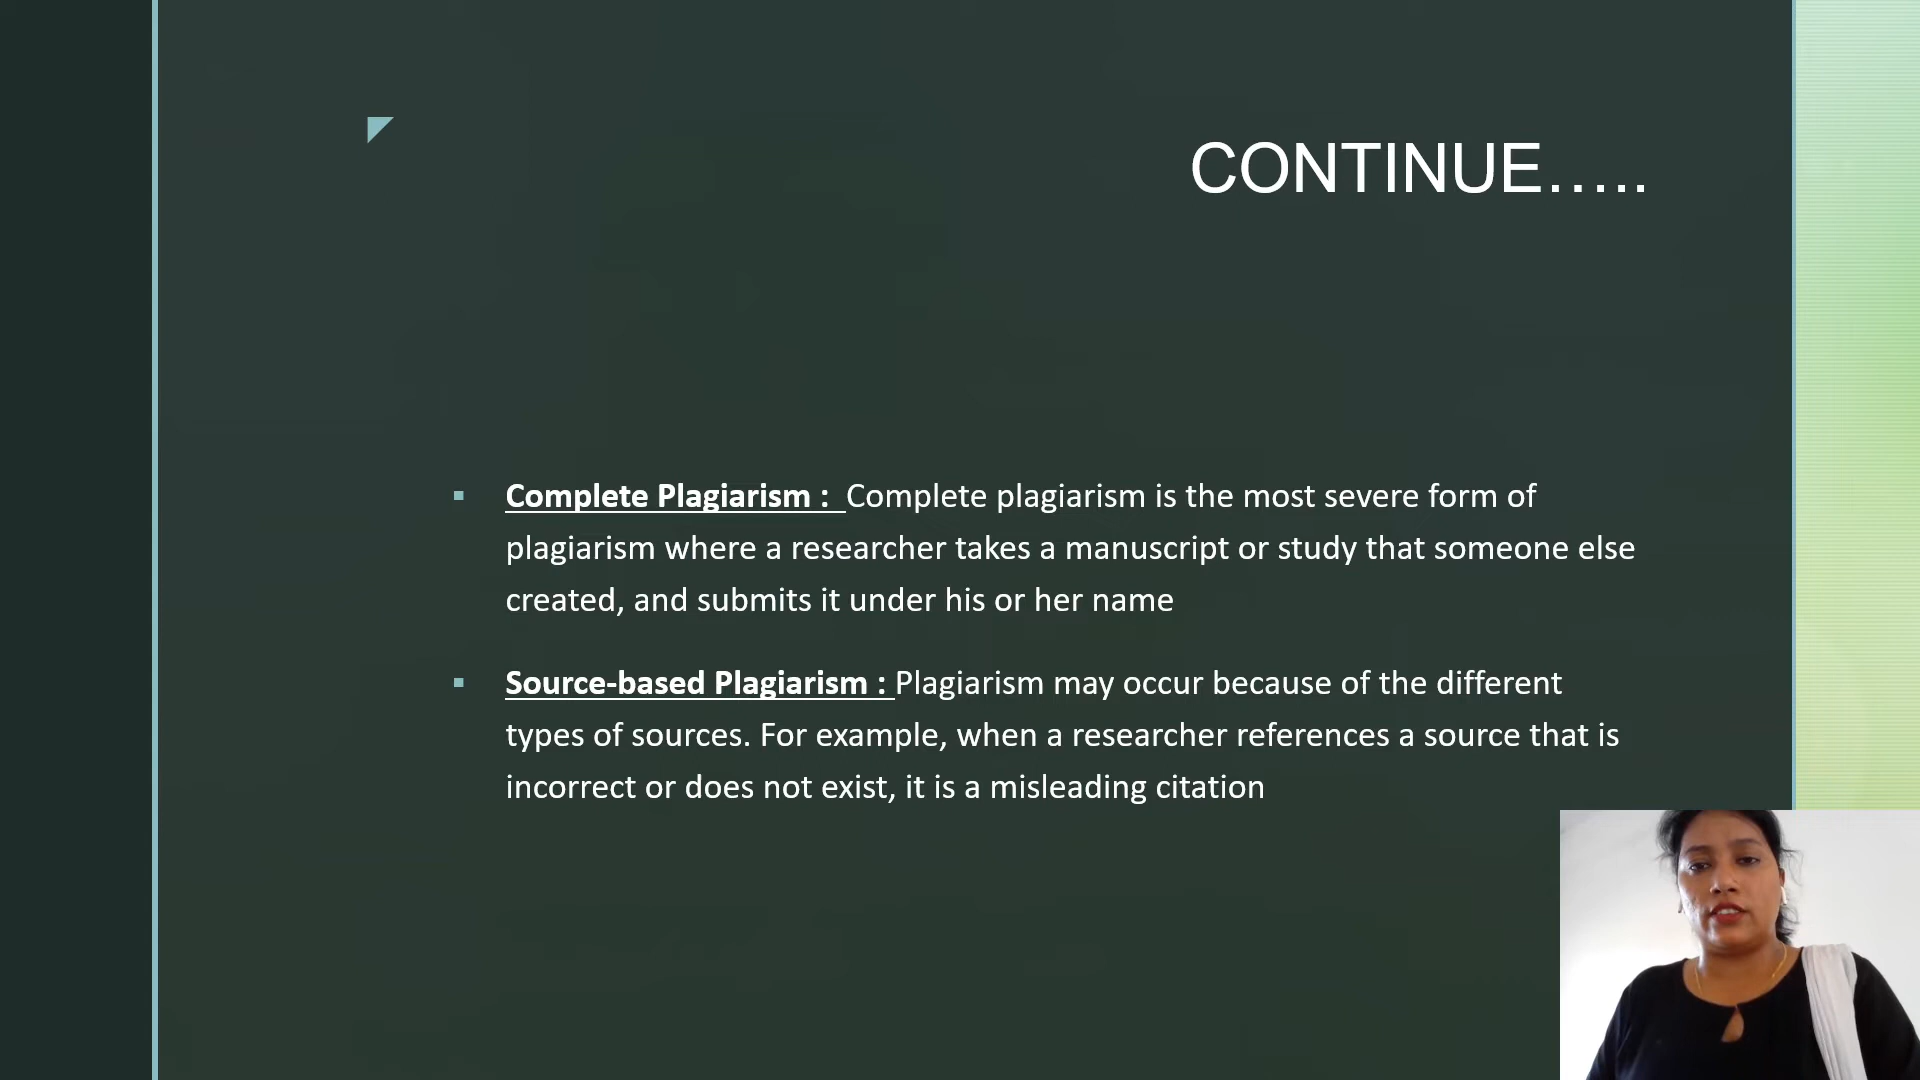 CONTINUE.....
Complete Plagiarism : Complete plagiarism is the most severe form of
plagiarism where a researcher takes a manuscript or study that someone else
created, and submits it under his or her name
Source-based Plagiarism : Plagiarism may occur because of the different
types of sources. For example, when a researcher references a source that is
incorrect or does not exist, it is a misleading citation